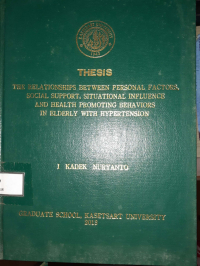 THESIS
THE RELATIONSHIPS BETWEEN PERSONAL FACTORS,
SOCIAL SUPPORT, SITUATIONAL INFLUENCE
AND HEALTH PROMOTING BEHAVIORS
IN ELDERLY WITH HYPERTENSION
I KADEK NURYANTO
GRADUATE SCHOOL, KASETSART UNIVERSITY
2015